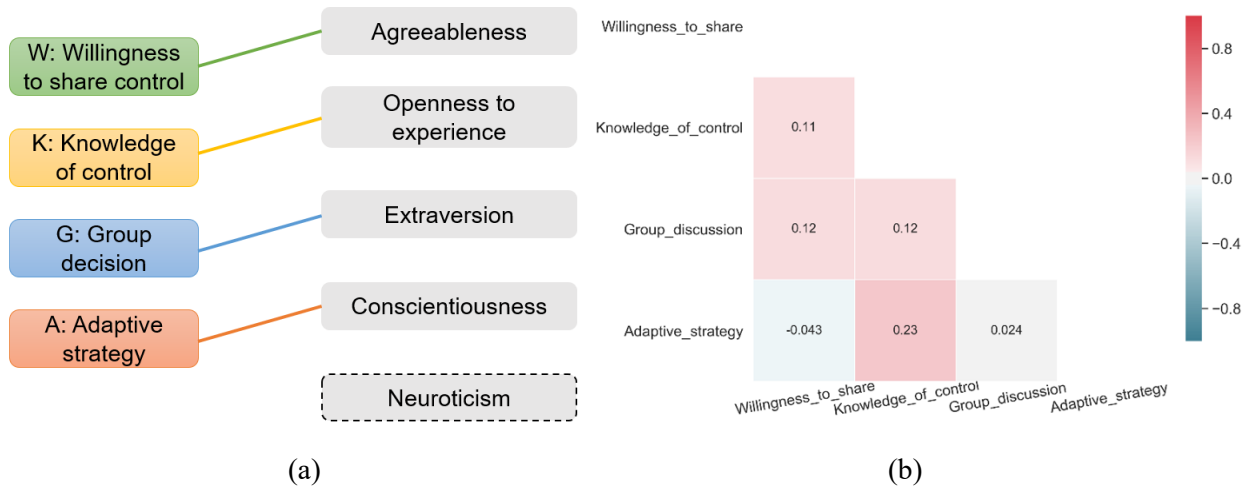 W: Willingness
to share control
K: Knowledge
of control
G: Group
decision
A: Adaptive
strategy
Agreeableness
Openness to
experience
Extraversion
Conscientiousness
Neuroticism
(a)
Willingness_to_share
Knowledge_of_control
Group_discussion
Adaptive_strategy
0.11
0.12
0.12
-0.043
0.23
0.024
Willingness_to_share
Knowledge_of_control
Group_discussion
Adaptive_strategy
0.8
0.4
0.0
−0.4
−0.8
(b)